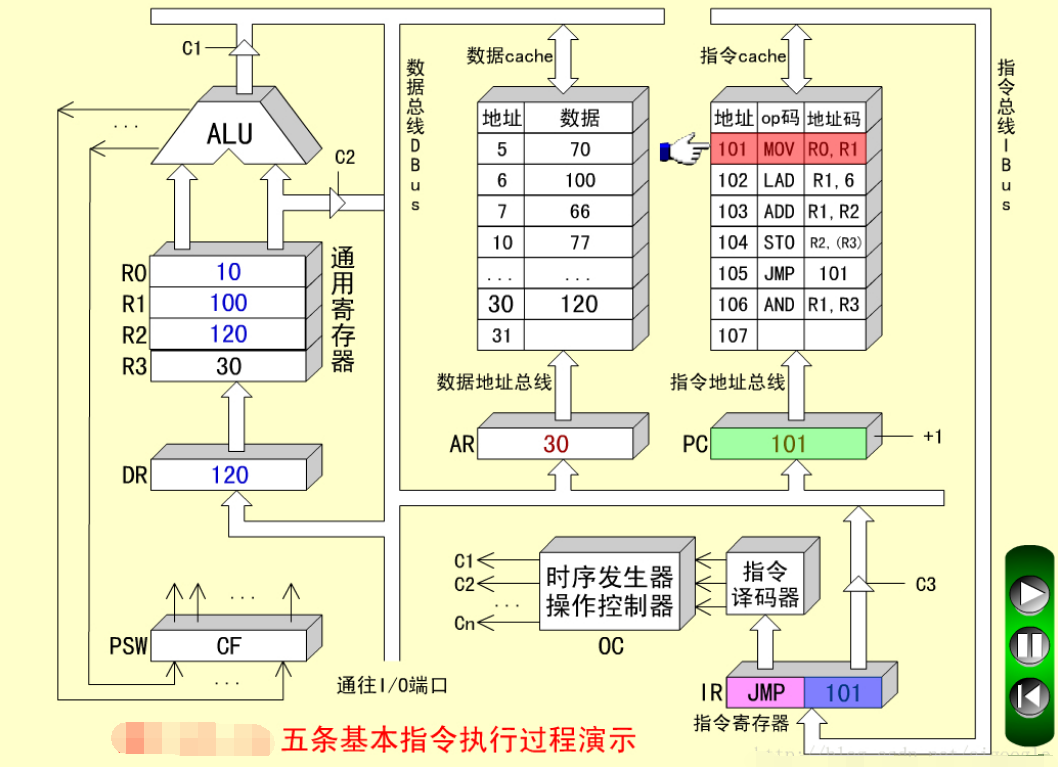 C1
数据cache
指令cache
数据总线DBus
指令总线IBus
ALU
...
C2
地址 数据
5 70
6 100
7 66
10 77
... ...
30 120
31
地址 op码 地址码
101 MOV R0,R1
102 LAD R1,6
103 ADD R1,R2
104 STO R2,(R3)
105 JMP 101
106 AND R1,R3
107
R0 10
R1 100
R2 120
R3 30
通用寄存器
数据地址总线
指令地址总线
AR 30
PC 101
+1
DR 120
C1
C2
...
Cn
时序发生器
操作控制器
OC
指令
译码器
C3
...
PSW CF
...
通往I/O端口
IR JMP 101
指令寄存器
五条基本指令执行过程演示